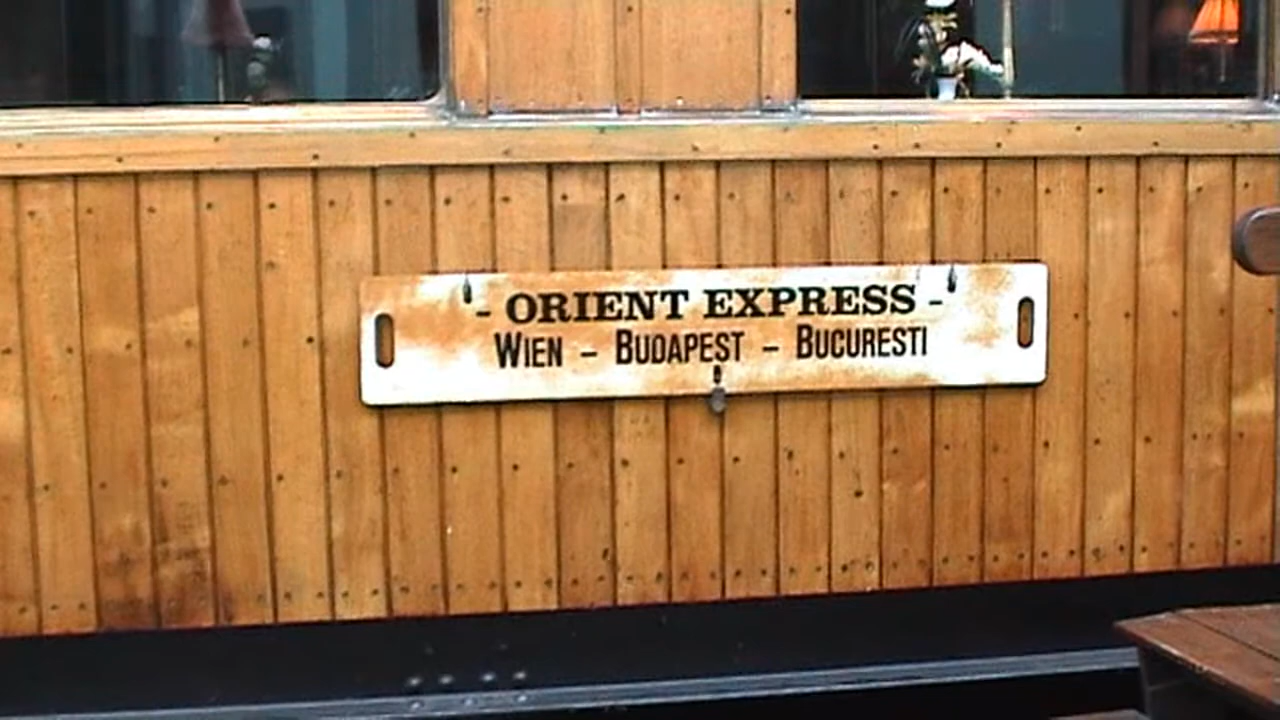 - ORIENT EXPRESS -
WIEN - BUDAPEST - BUCURESTI